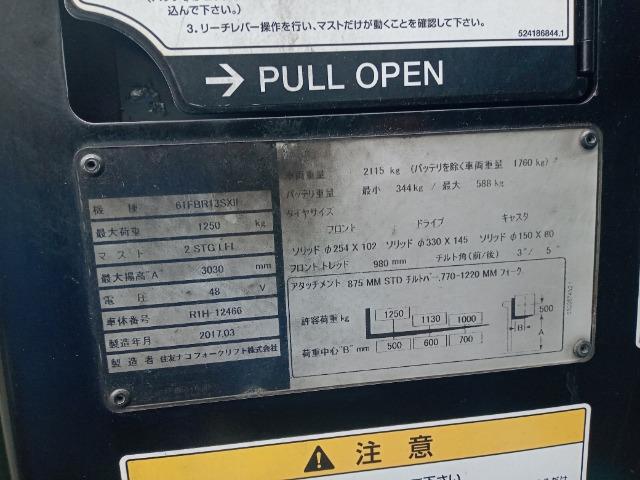 込んで下さい。)
3. リーチレバー操作を行い、マストだけが動くことを確認して下さい。
524186844.1
→ PULL OPEN
機 種 61FBR13SXII
最大荷重 1250 kg
マスト 2 STG LFL
最大揚高"A" 3030 mm
電 圧 48 V
車体番号 R1H-12466
製造年月 2017.03
製 造 者 住友ナコフォークリフト株式会社
車両重量 2115 kg (バッテリを除く車両重量 1760 kg)
バッテリ重量 最小 344 kg / 最大 588 kg
タイヤサイズ
フロント ドライブ キャスタ
ソリッド φ254 X 102 ソリッド φ330 X 145 ソリッド φ150 X 80
フロントトレッド 980 mm チルト角(前/後) 3°/ 5°
アタッチメント 875 MM STD チルトバー,770-1220 MM フォーク
許容荷重 kg 1250 1130 1000
荷重中心"B" mm 500 600 700
B
A
500
注 意